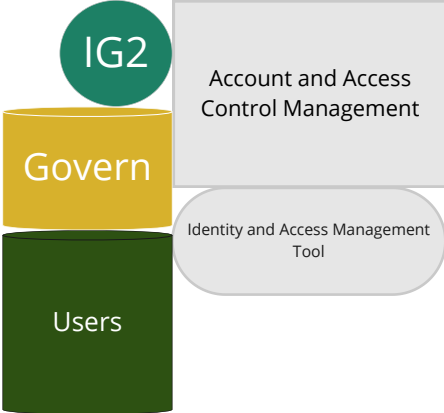 IG2
Account and Access
Control Management
Govern
Identity and Access Management
Tool
Users